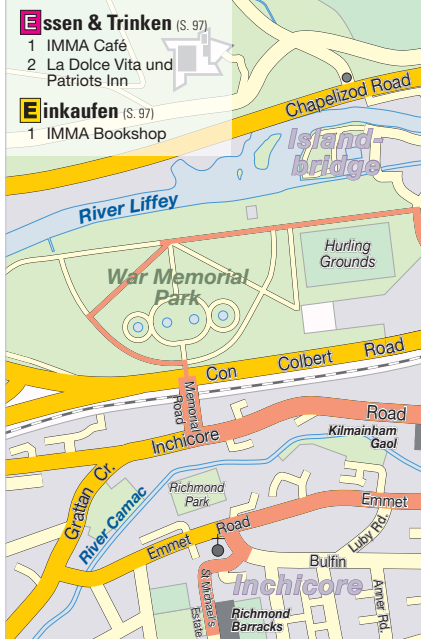 Essen & Trinken (S. 97)
1 IMMA Café
2 La Dolce Vita und
Patriots Inn
Einkaufen (S. 97)
1 IMMA Bookshop
Chapelizod Road
Island-
bridge
River Liffey
Hurling
Grounds
War Memorial
Park
Con Colbert Road
Memorial
Road
Inchicore Road
Kilmainham
Gaol
Grattan Cr.
River Camac
Richmond
Park
Emmet Road
Emmet
Luby Rd.
Bulfin
Inchicore
St Michael's
Estate
Richmond
Barracks
Anner Rd.